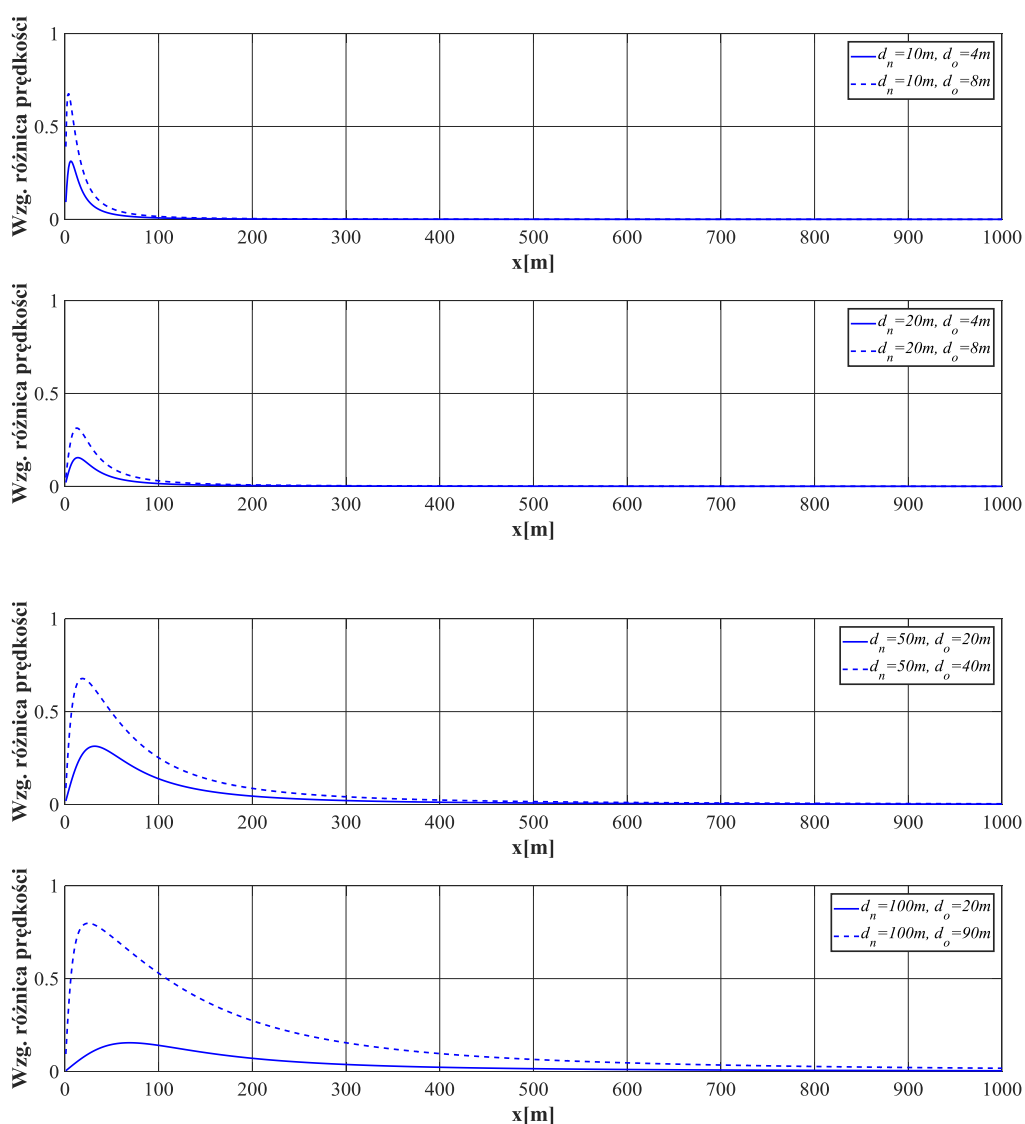 Wzg. różnica prędkości
1
0.5
0
d_n=10m, d_o=4m
d_n=10m, d_o=8m
0 100 200 300 400 500 600 700 800 900 1000
x[m]
Wzg. różnica prędkości
1
0.5
0
d_n=20m, d_o=4m
d_n=20m, d_o=8m
0 100 200 300 400 500 600 700 800 900 1000
x[m]
Wzg. różnica prędkości
1
0.5
0
d_n=50m, d_o=20m
d_n=50m, d_o=40m
0 100 200 300 400 500 600 700 800 900 1000
x[m]
Wzg. różnica prędkości
1
0.5
0
d_n=100m, d_o=20m
d_n=100m, d_o=90m
0 100 200 300 400 500 600 700 800 900 1000
x[m]